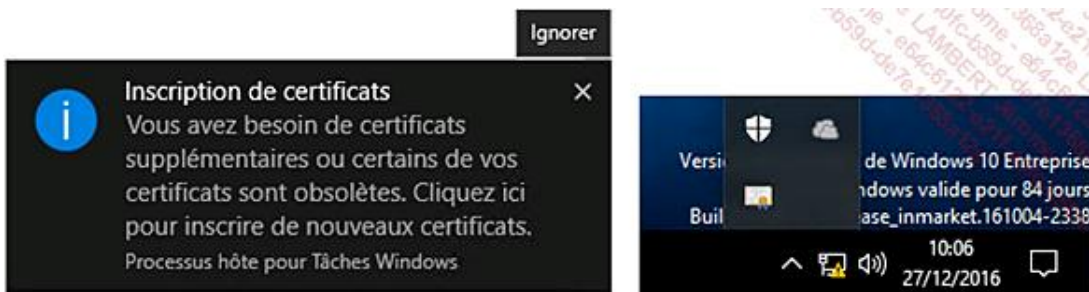 Ignorer
Inscription de certificats
Vous avez besoin de certificats
supplémentaires ou certains de vos
certificats sont obsolètes. Cliquez ici
pour inscrire de nouveaux certificats.
Processus hôte pour Tâches Windows
Versi de Windows 10 Entreprise
ndows valide pour 84 jours
Buil ase_inmarket.161004-2338
10:06
27/12/2016